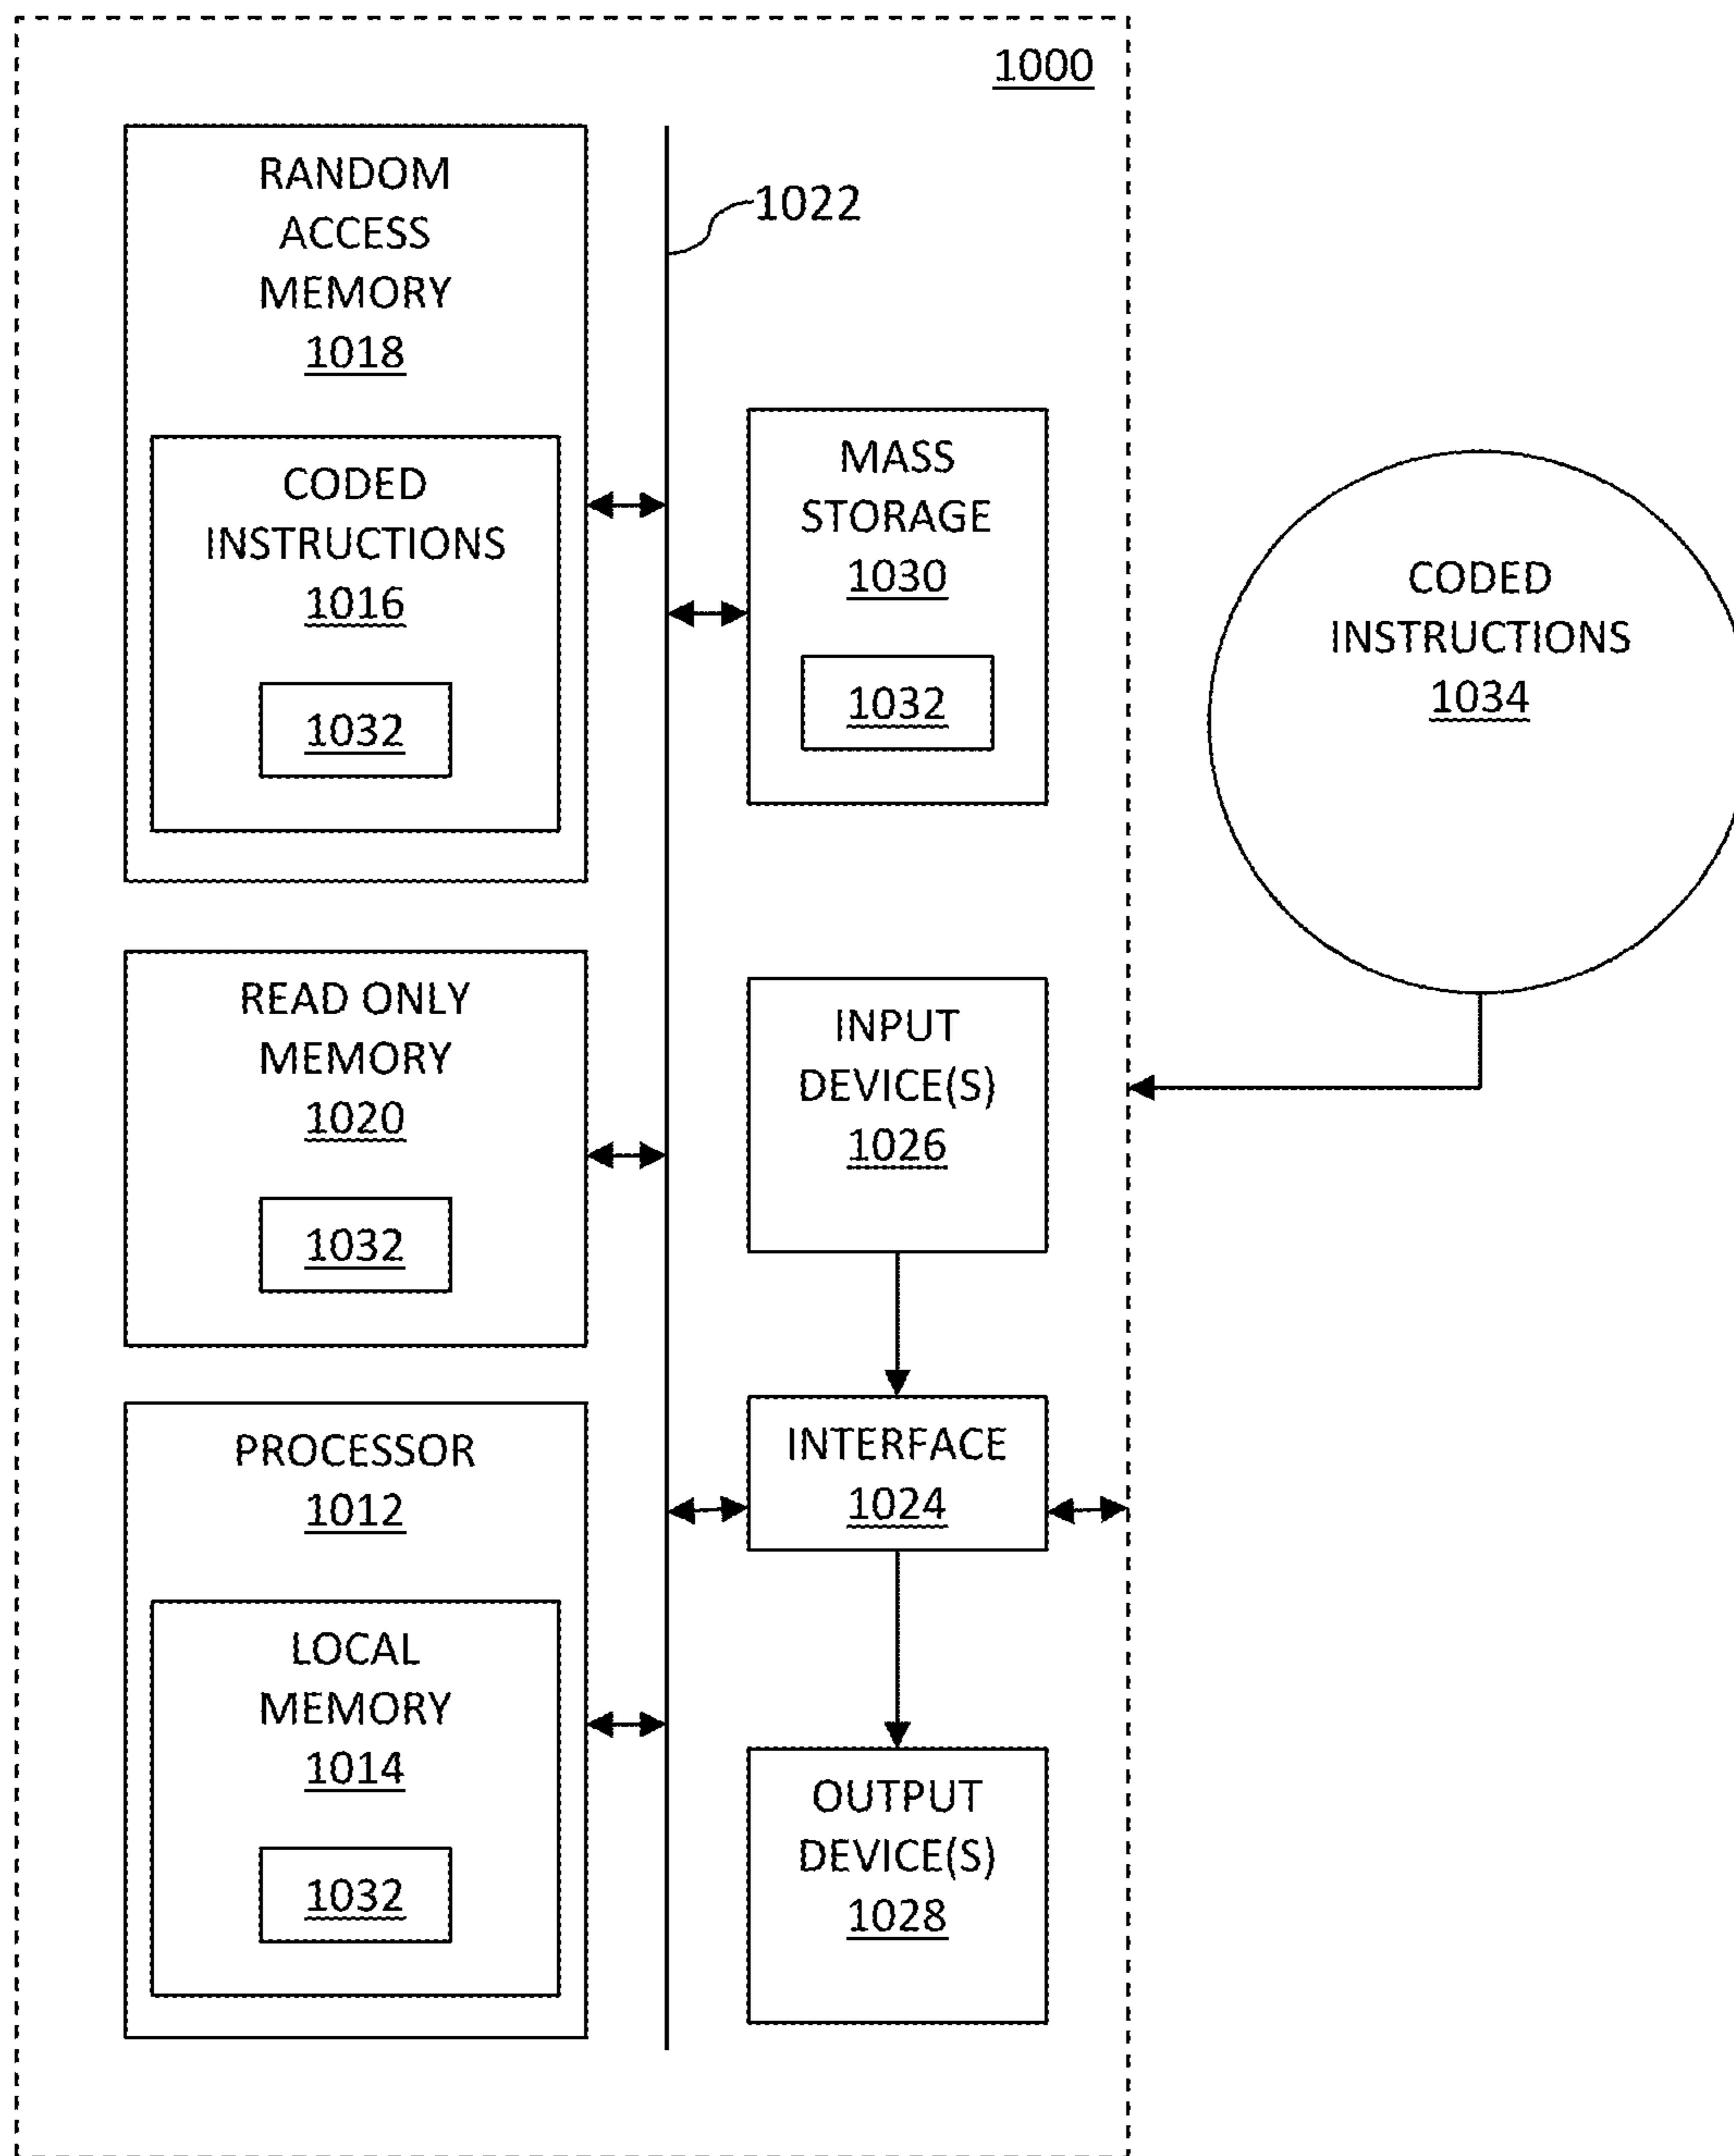 1000
RANDOM
ACCESS
MEMORY
1018
CODED
INSTRUCTIONS
1016
1032
1022
MASS
STORAGE
1030
1032
CODED
INSTRUCTIONS
1034
READ ONLY
MEMORY
1020
1032
INPUT
DEVICE(S)
1026
PROCESSOR
1012
LOCAL
MEMORY
1014
1032
INTERFACE
1024
OUTPUT
DEVICE(S)
1028